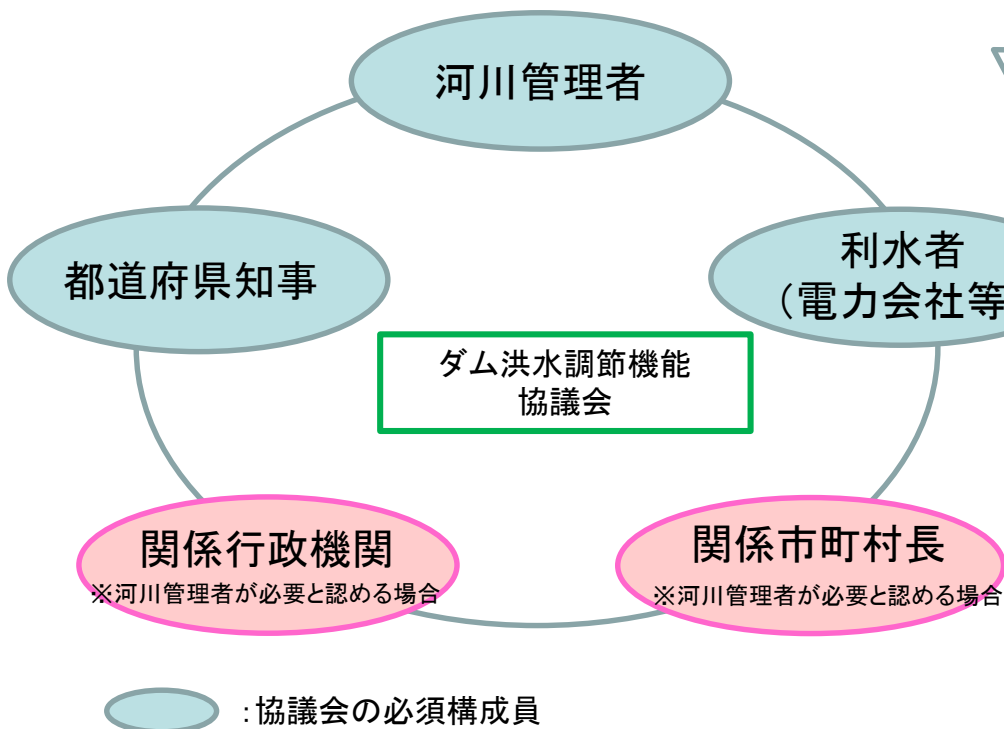 河川管理者
都道府県知事
利水者
（電力会社等
ダム洪水調節機能
協議会
関係行政機関
※河川管理者が必要と認める場合
関係市町村長
※河川管理者が必要と認める場合
：協議会の必須構成員